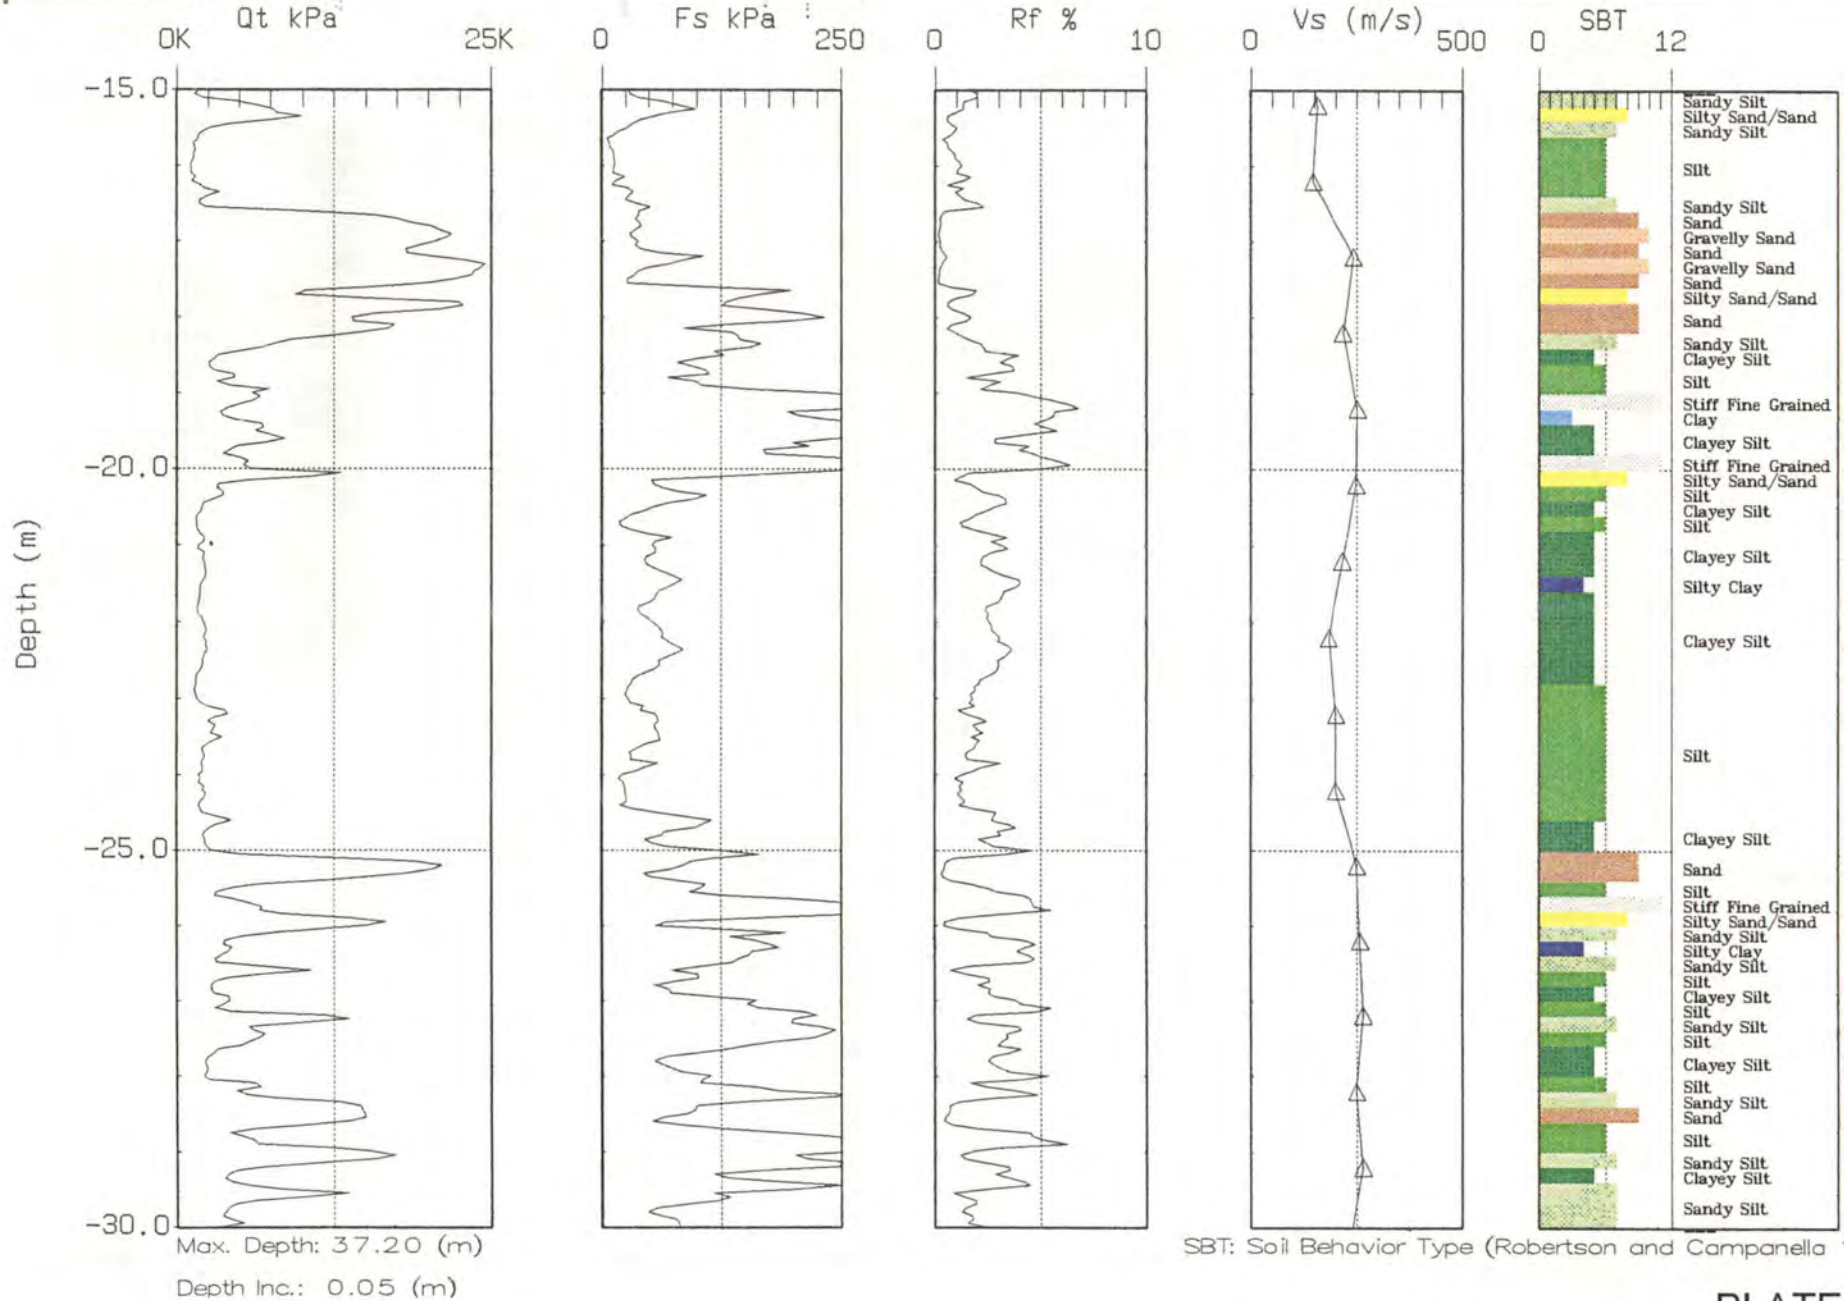 Qt kPa Fs kPa Rf % Vs (m/s) SBT
0K 25K 0 250 0 10 0 500 0 12
-15.0
-20.0
-25.0
-30.0
Depth (m)
Sandy Silt
Silty Sand/Sand
Sandy Silt
Silt
Sandy Silt
Sand
Gravelly Sand
Sand
Gravelly Sand
Sand
Silty Sand/Sand
Sand
Sandy Silt
Clayey Silt
Silt
Stiff Fine Grained
Clay
Clayey Silt
Stiff Fine Grained
Silty Sand/Sand
Silt
Clayey Silt
Silt
Clayey Silt
Silty Clay
Clayey Silt
Silt
Clayey Silt
Sand
Silt
Stiff Fine Grained
Silty Sand/Sand
Sandy Silt
Silty Clay
Sandy Silt
Silt
Clayey Silt
Silt
Sandy Silt
Silt
Clayey Silt
Silt
Sandy Silt
Sand
Silt
Sandy Silt
Clayey Silt
Sandy Silt
Max. Depth: 37.20 (m)
Depth Inc.: 0.05 (m)
SBT: Soil Behavior Type (Robertson and Campanella
PLATE